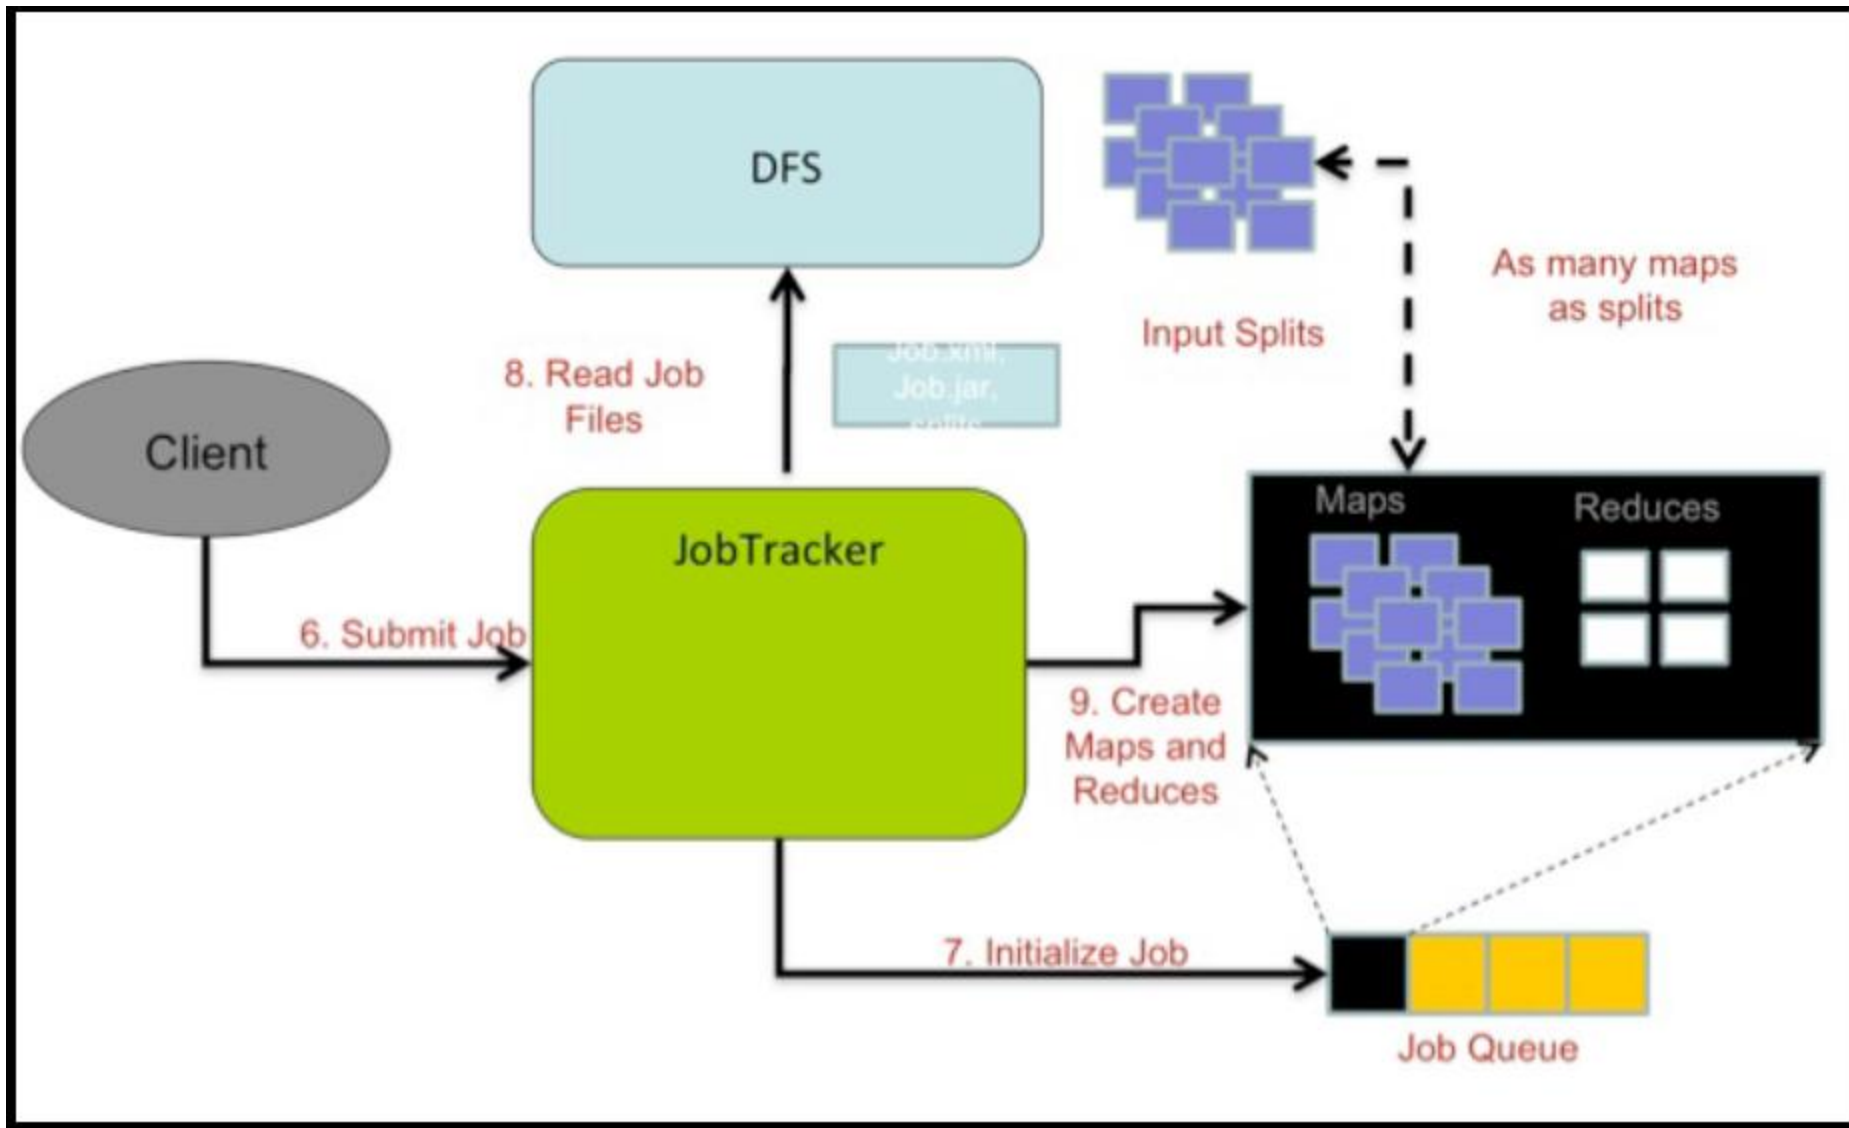 DFS
Input Splits
As many maps
as splits
8. Read Job
Files
Job.xml,
Job.jar,
splits
Client
JobTracker
6. Submit Job
Maps
Reduces
9. Create
Maps and
Reduces
7. Initialize Job
Job Queue